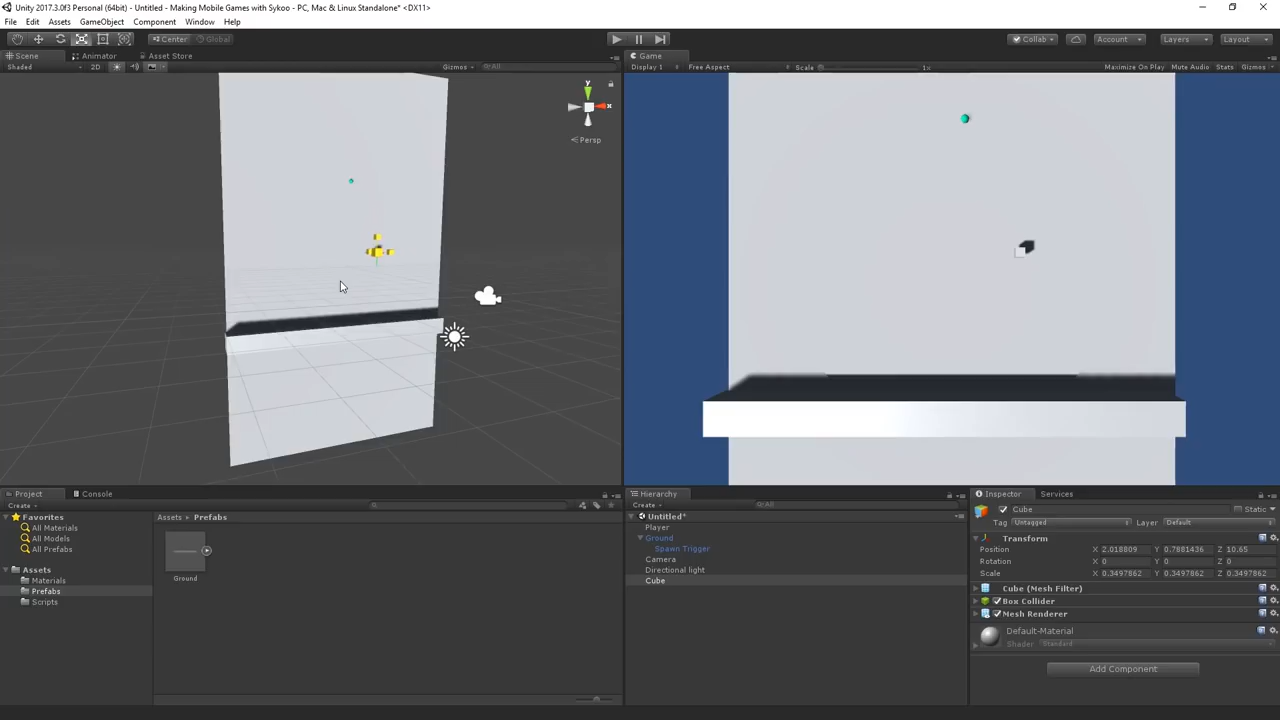 Unity 2017.3.0f3 Personal (64bit) - Untitled - Making Mobile Games with Sykoo - PC, Mac & Linux Standalone* <DX11>
File Edit Assets GameObject Component Window Help
Center Global Collab Account Layers Layout
Scene Animator Asset Store Game
Shaded 2D Gizmos All Display 1 Free Aspect Scale 1x Maximize On Play Mute Audio Stats Gizmos
y
x
Persp
Project Console Hierarchy Inspector Services
Create Create All Cube Static
Favorites Assets Prefabs Untitled* Tag Untagged Layer Default
All Materials Player
All Models Ground Transform
All Prefabs Spawn Trigger Position X 2.018809 Y 0.7881436 Z 10.65
Camera Rotation X 0 Y 0 Z 0
Assets Directional light Scale X 0.3497862 Y 0.3497862 Z 0.3497862
Materials Ground Cube Cube (Mesh Filter)
Prefabs Box Collider
Scripts Mesh Renderer
Default-Material
Shader Standard
Add Component